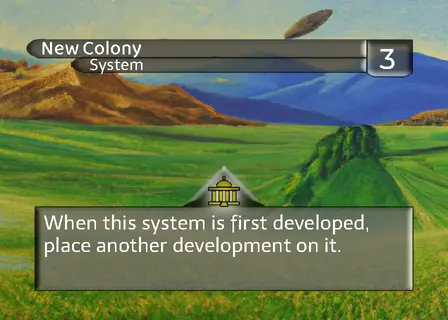 New Colony
System
3
When this system is first developed,
place another development on it.